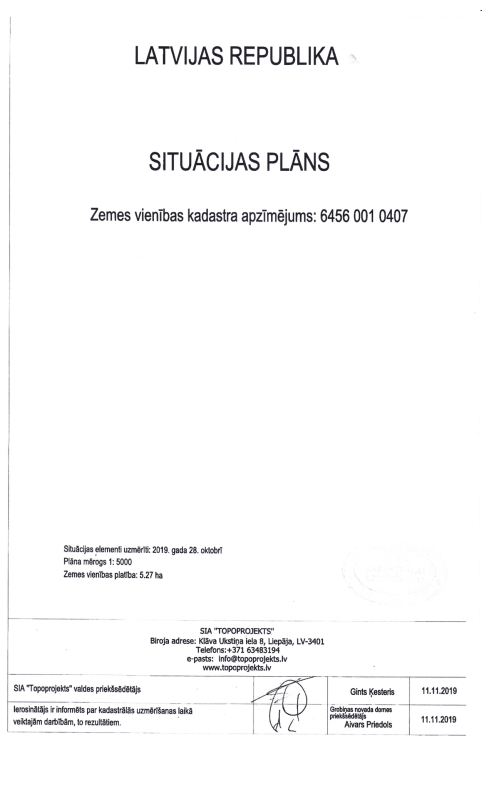 LATVIJAS REPUBLIKA
SITUĀCIJAS PLĀNS
Zemes vienības kadastra apzīmējums: 6456 001 0407
Situācijas elementi uzmērīti: 2019. gada 28. oktobrī
Plāna mērogs 1: 5000
Zemes vienības platība: 5.27 ha
SIA "TOPOPROJEKTS"
Biroja adrese: Klāva Ukstiņa iela 8, Liepāja, LV-3401
Telefons:+371 63483194
e-pasts: info@topoprojekts.lv
www.topoprojekts.lv
SIA "Topoprojekts" valdes priekšsēdētājs
Gints Ķesteris
11.11.2019
Ierosinātājs ir informēts par kadastrālās uzmērīšanas laikā
veiktajām darbībām, to rezultātiem.
Grobiņas novada domes
priekšsēdētājs
Aivars Priedols
11.11.2019